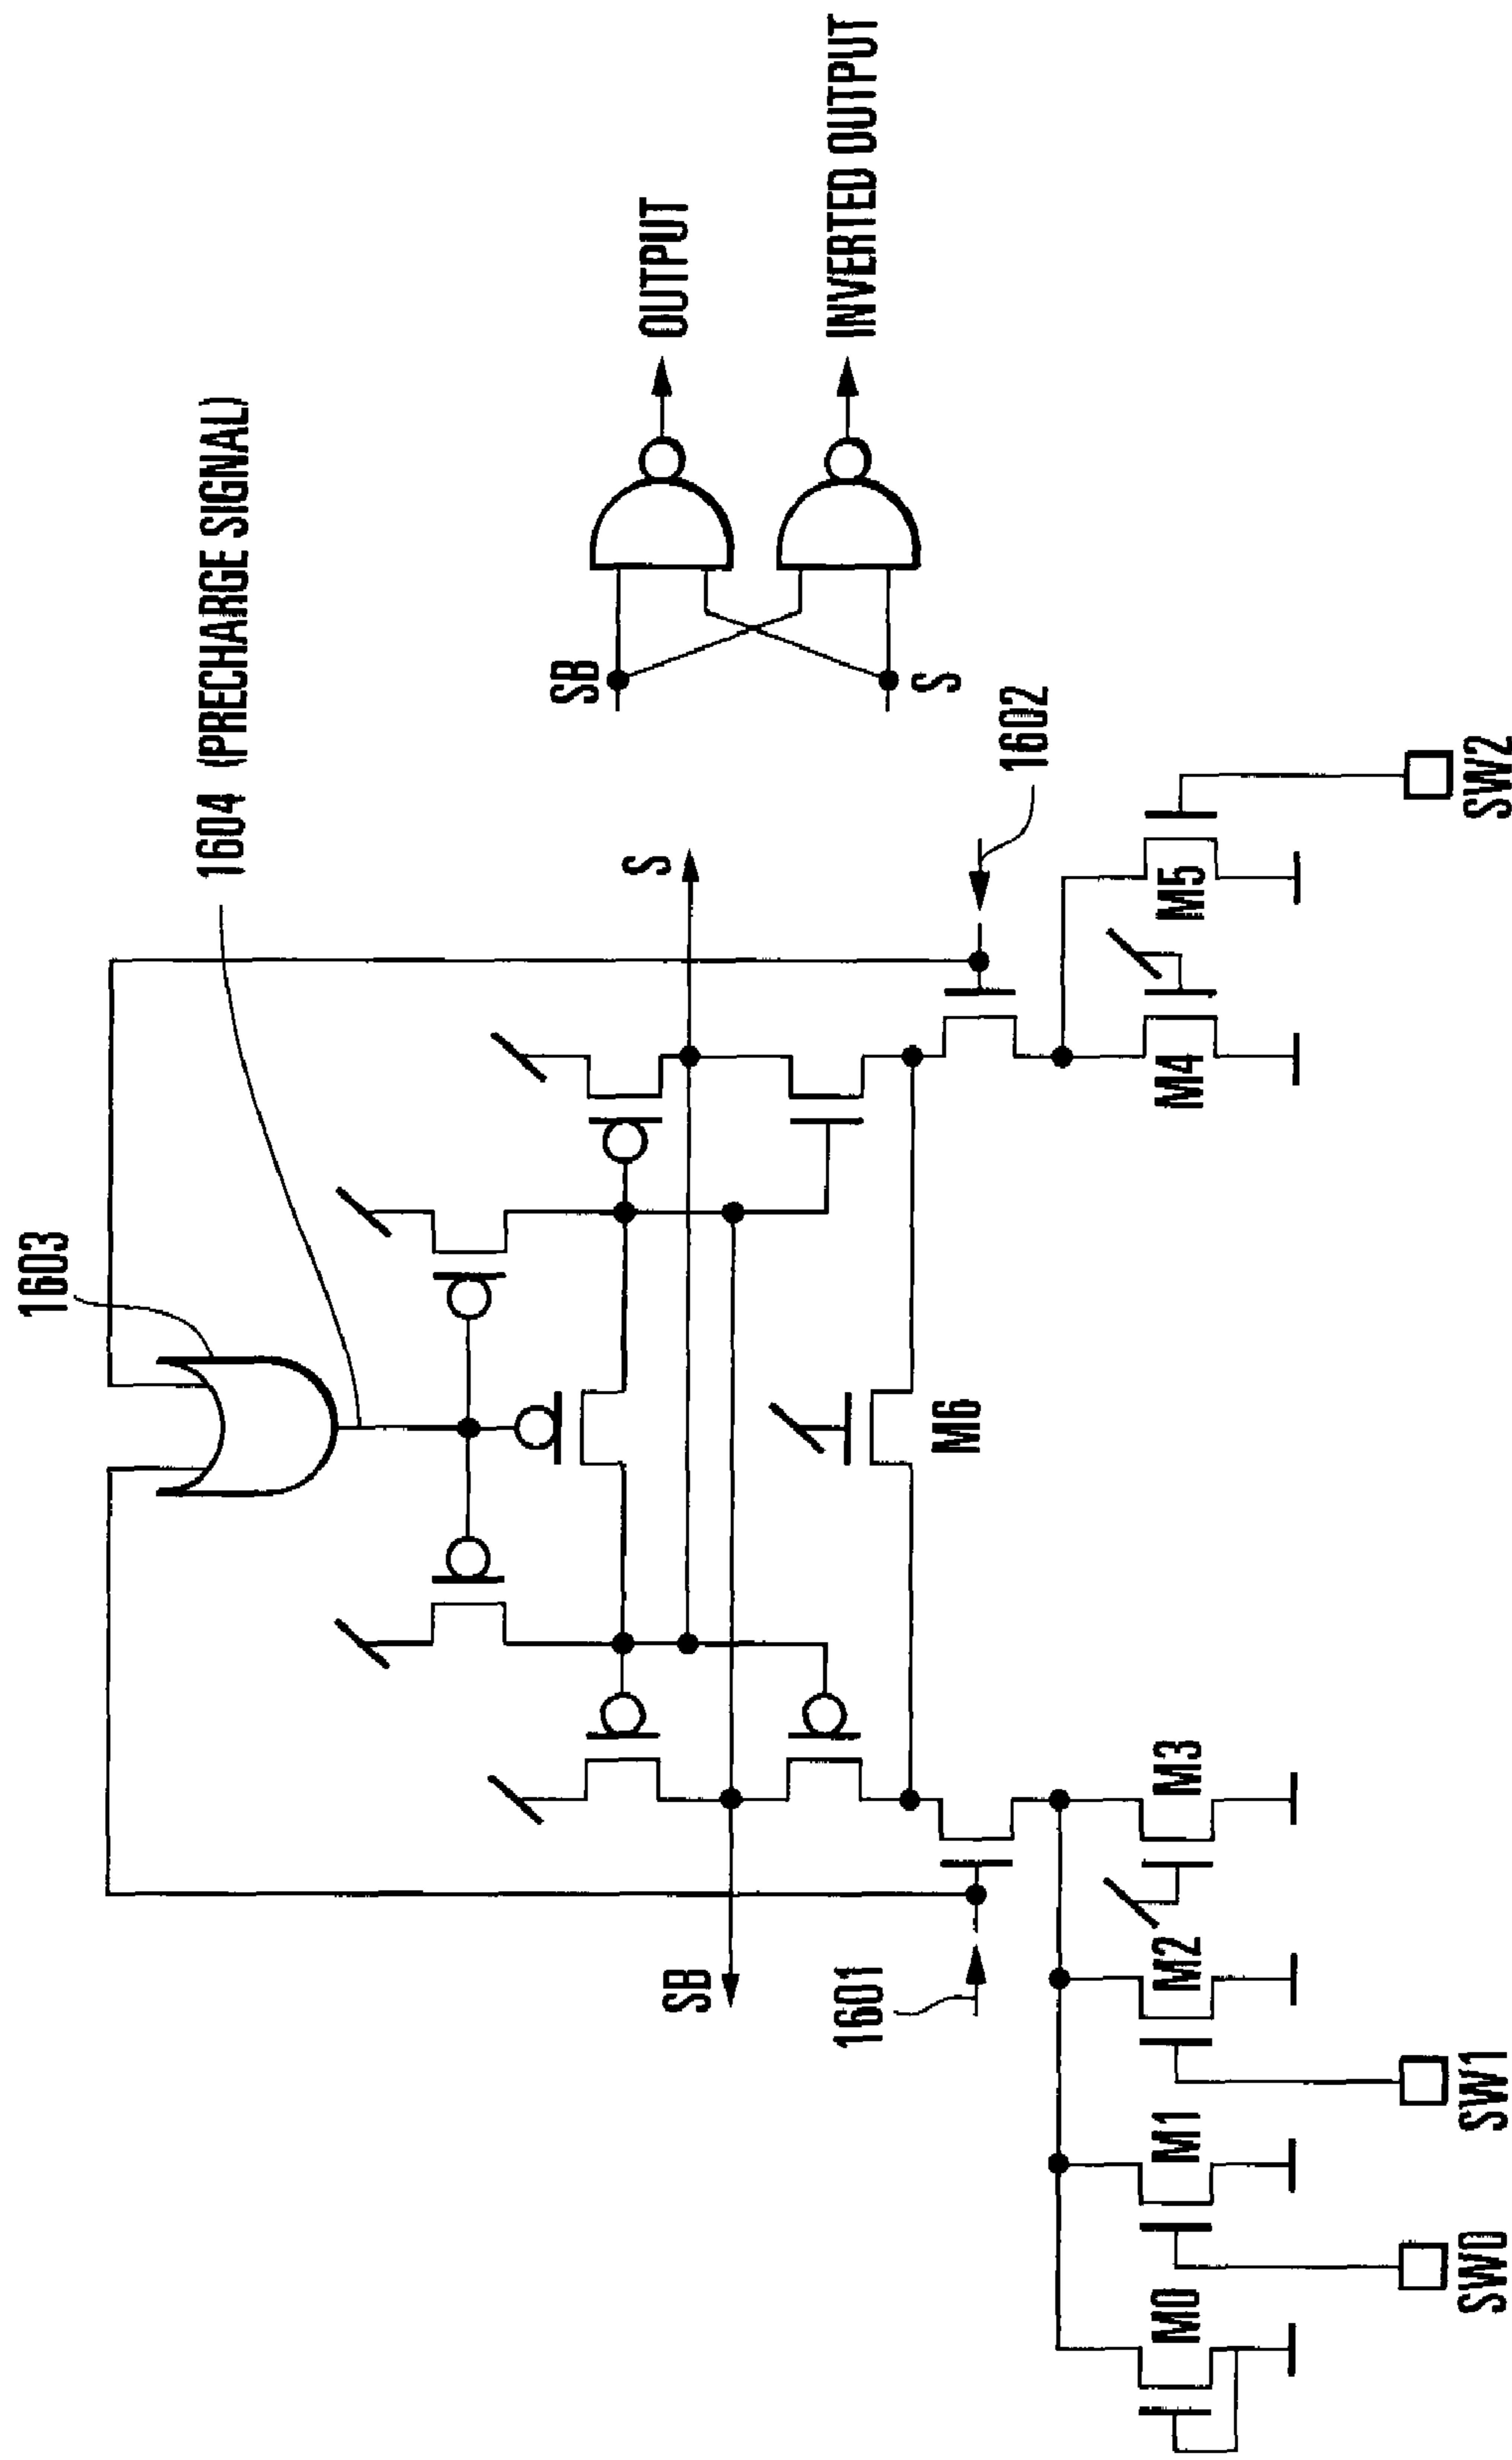 1603
1604 (PRECHARGE SIGNAL)
SB
S
OUTPUT
INVERTED OUTPUT
SB
S
1601
1602
M6
M0
M1
M2
M3
M4
M5
SW0
SW1
SW2